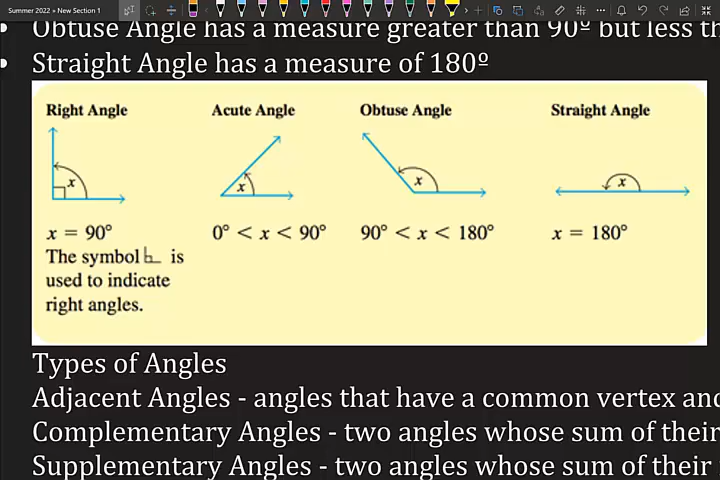 Summer 2022 » New Section 1
• Obtuse Angle has a measure greater than 90º but less th
• Straight Angle has a measure of 180º
Right Angle Acute Angle Obtuse Angle Straight Angle
x x x x
x = 90° 0° < x < 90° 90° < x < 180° x = 180°
The symbol is
used to indicate
right angles.
Types of Angles
Adjacent Angles - angles that have a common vertex and
Complementary Angles - two angles whose sum of their
Supplementary Angles - two angles whose sum of their